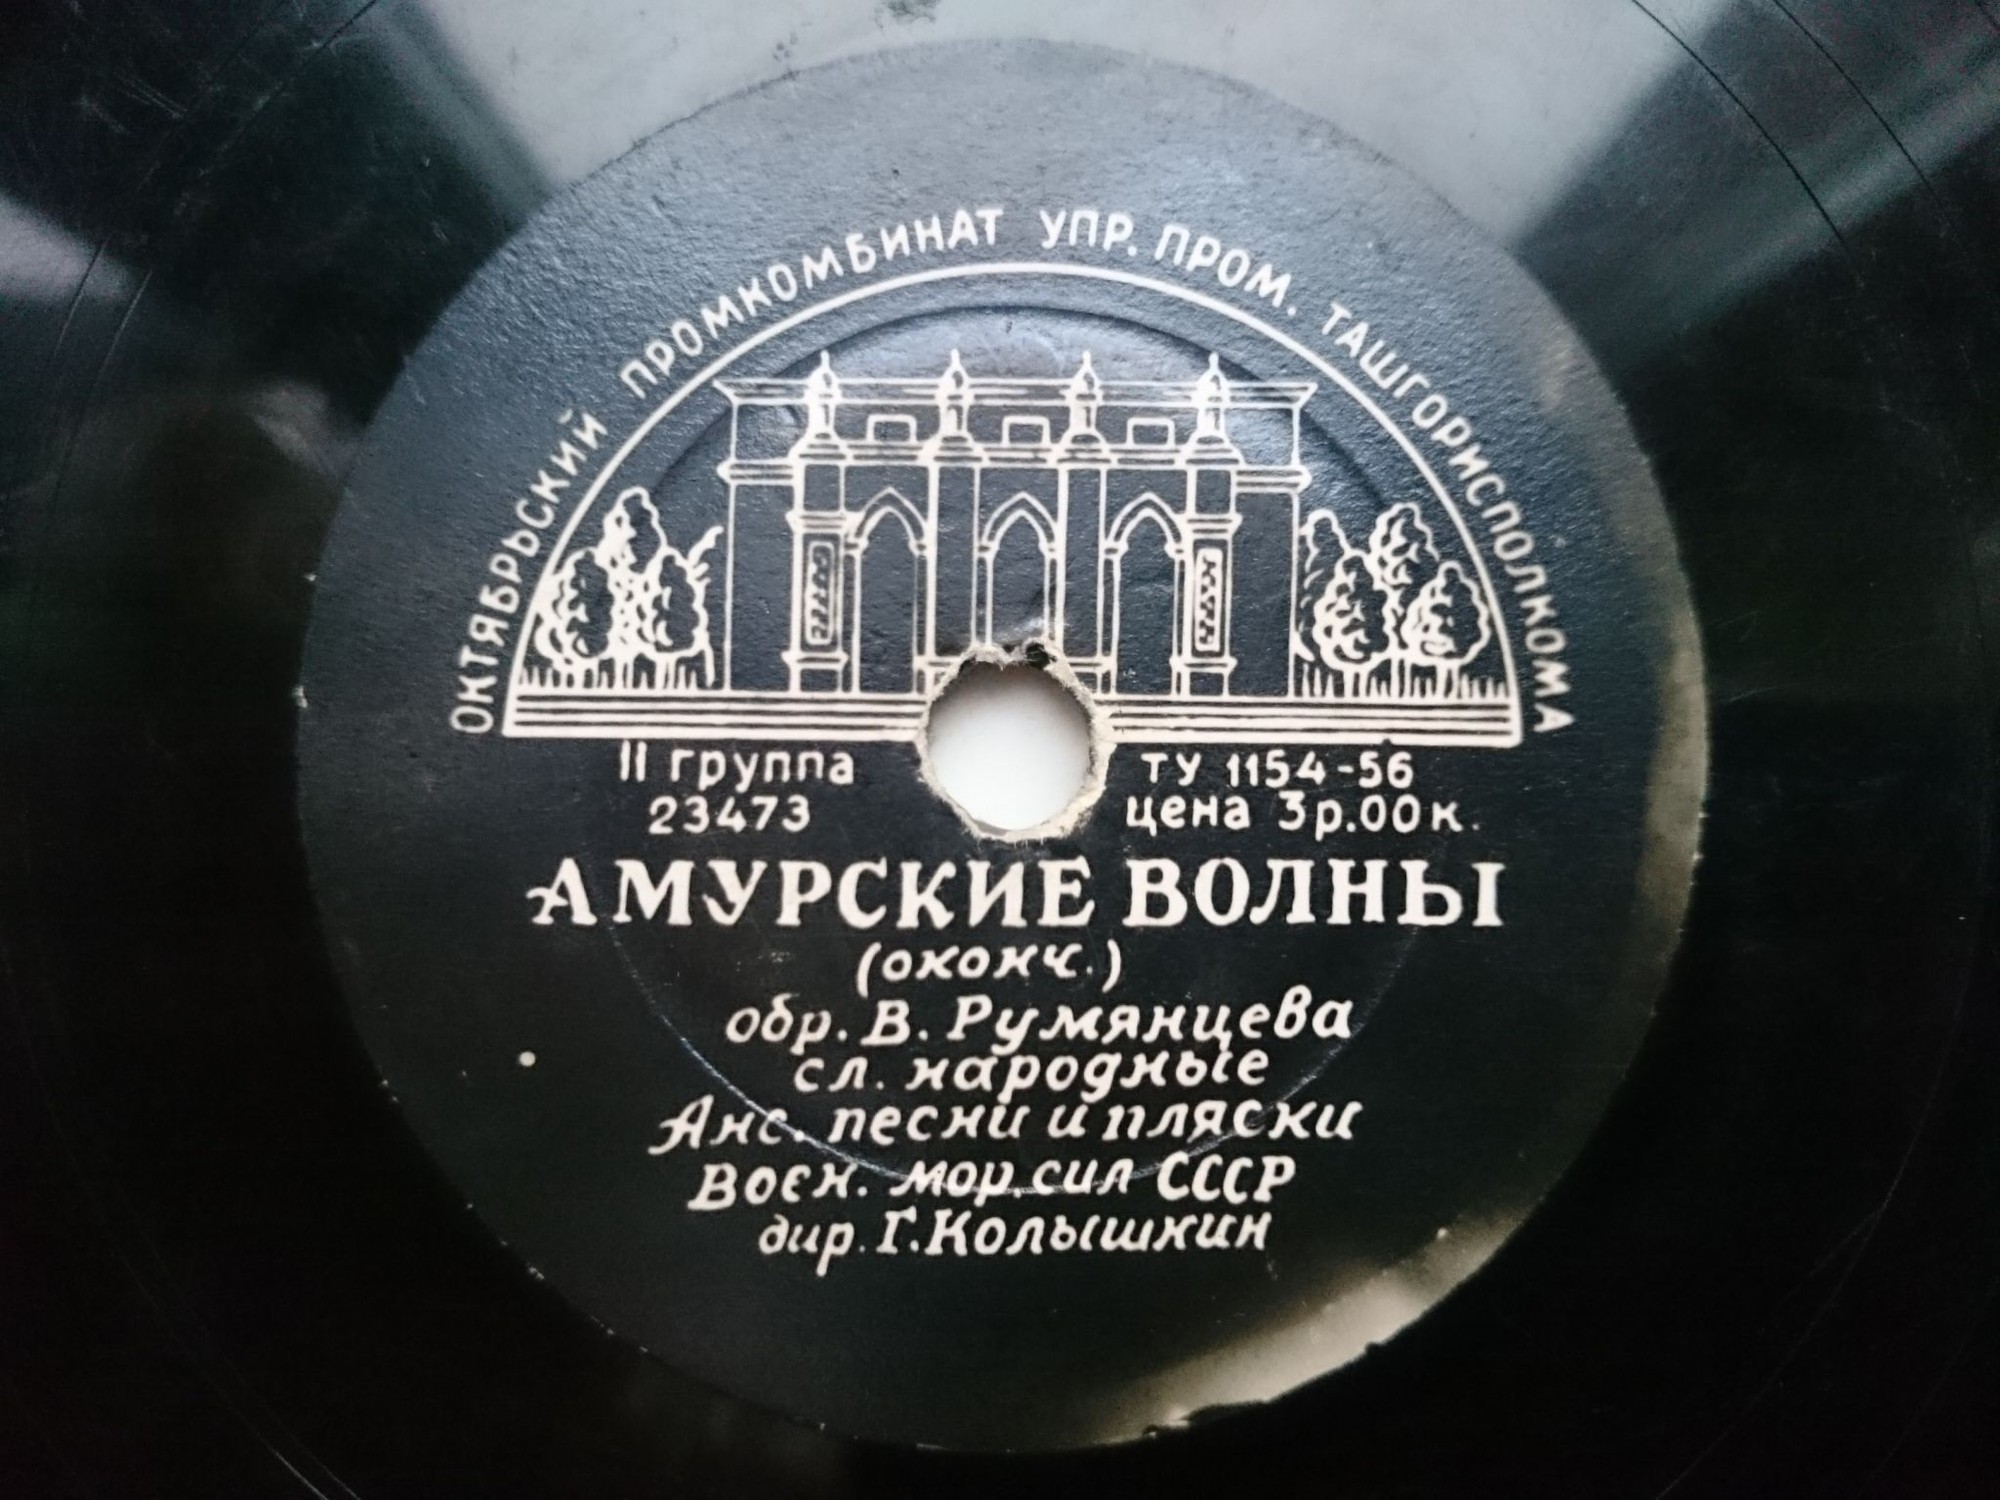 ОКТЯБРЬСКИЙ ПРОМКОМБИНАТ УПР. ПРОМ. ТАШГОРИСПОЛКОМА
II группа
23473
ТУ 1154-56
цена 3р.00к.
АМУРСКИЕ ВОЛНЫ
(оконч.)
обр. В. Румянцева
сл. народные
Анс. песни и пляски
Воен. мор. сил СССР
дир. Г. Колышкин